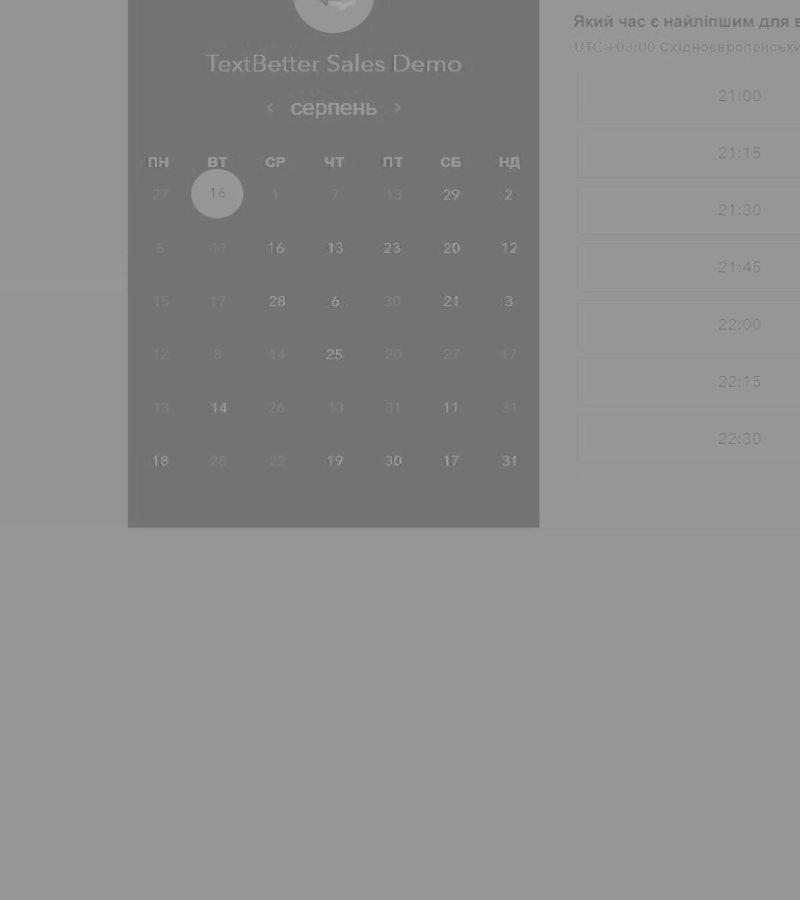 TextBetter Sales Demo
‹ серпень ›
ПН ВТ СР ЧТ ПТ СБ НД
27 16 1 7 13 29 2
5 11 16 13 23 20 12
15 17 28 6 30 21 3
12 8 14 25 20 27 17
13 14 26 13 31 11 31
18 26 22 19 30 17 31
Який час є найліпшим для
UTC +03:00
21:00
21:15
21:30
21:45
22:00
22:15
22:30